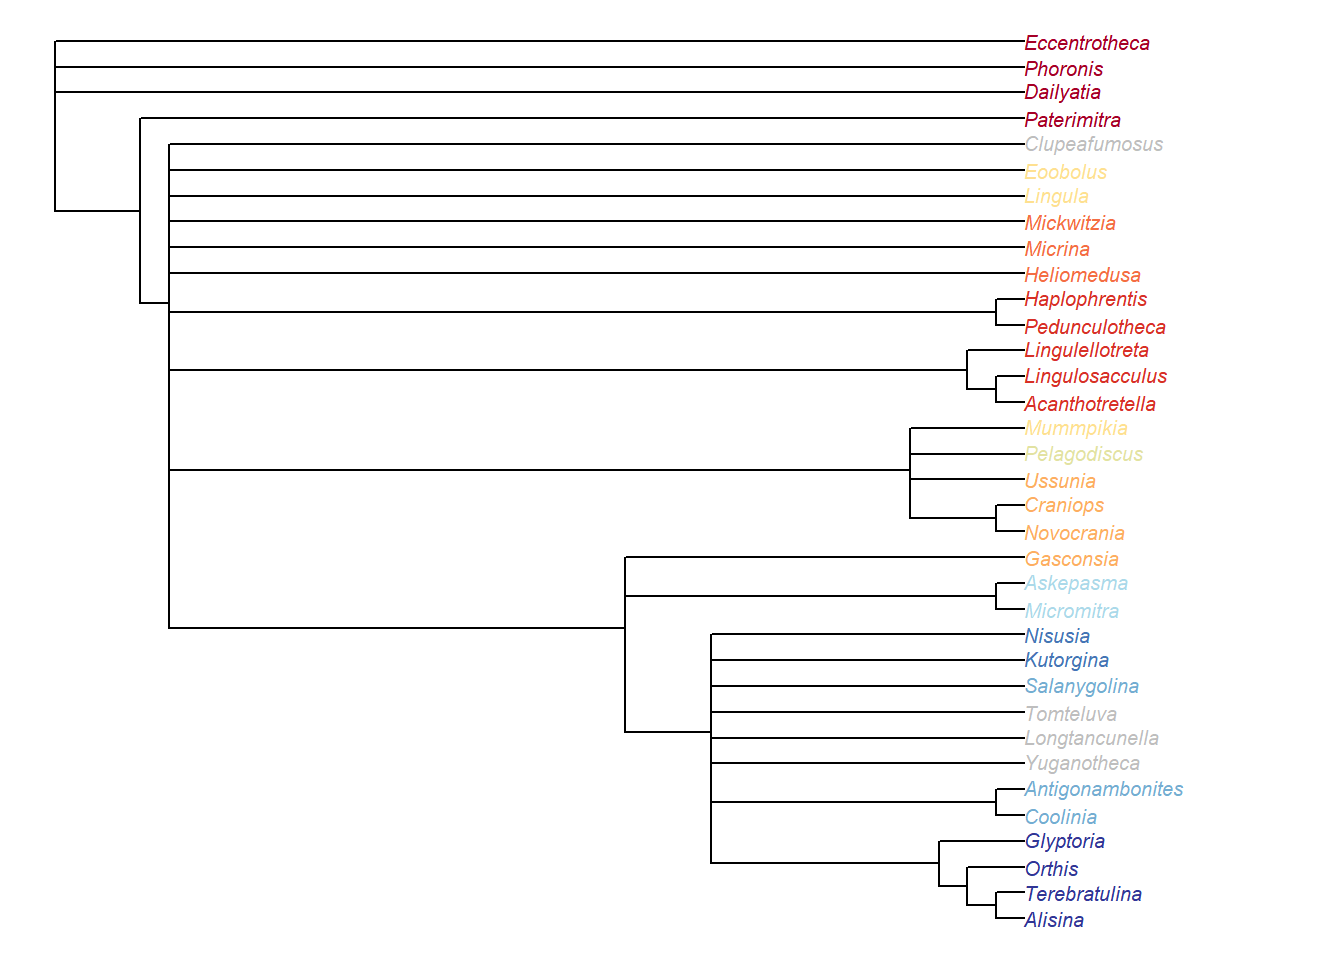 Eccentrotheca
Phoronis
Dailyatia
Paterimitra
Clupeafumosus
Eoobolus
Lingula
Mickwitzia
Micrina
Heliomedusa
Haplophrentis
Pedunculotheca
Lingulellotreta
Lingulosacculus
Acanthotretella
Mummpikia
Pelagodiscus
Ussunia
Craniops
Novocrania
Gasconsia
Askepasma
Micromitra
Nisusia
Kutorgina
Salanygolina
Tomteluva
Longtancunella
Yuganotheca
Antigonambonites
Coolinia
Glyptoria
Orthis
Terebratulina
Alisina